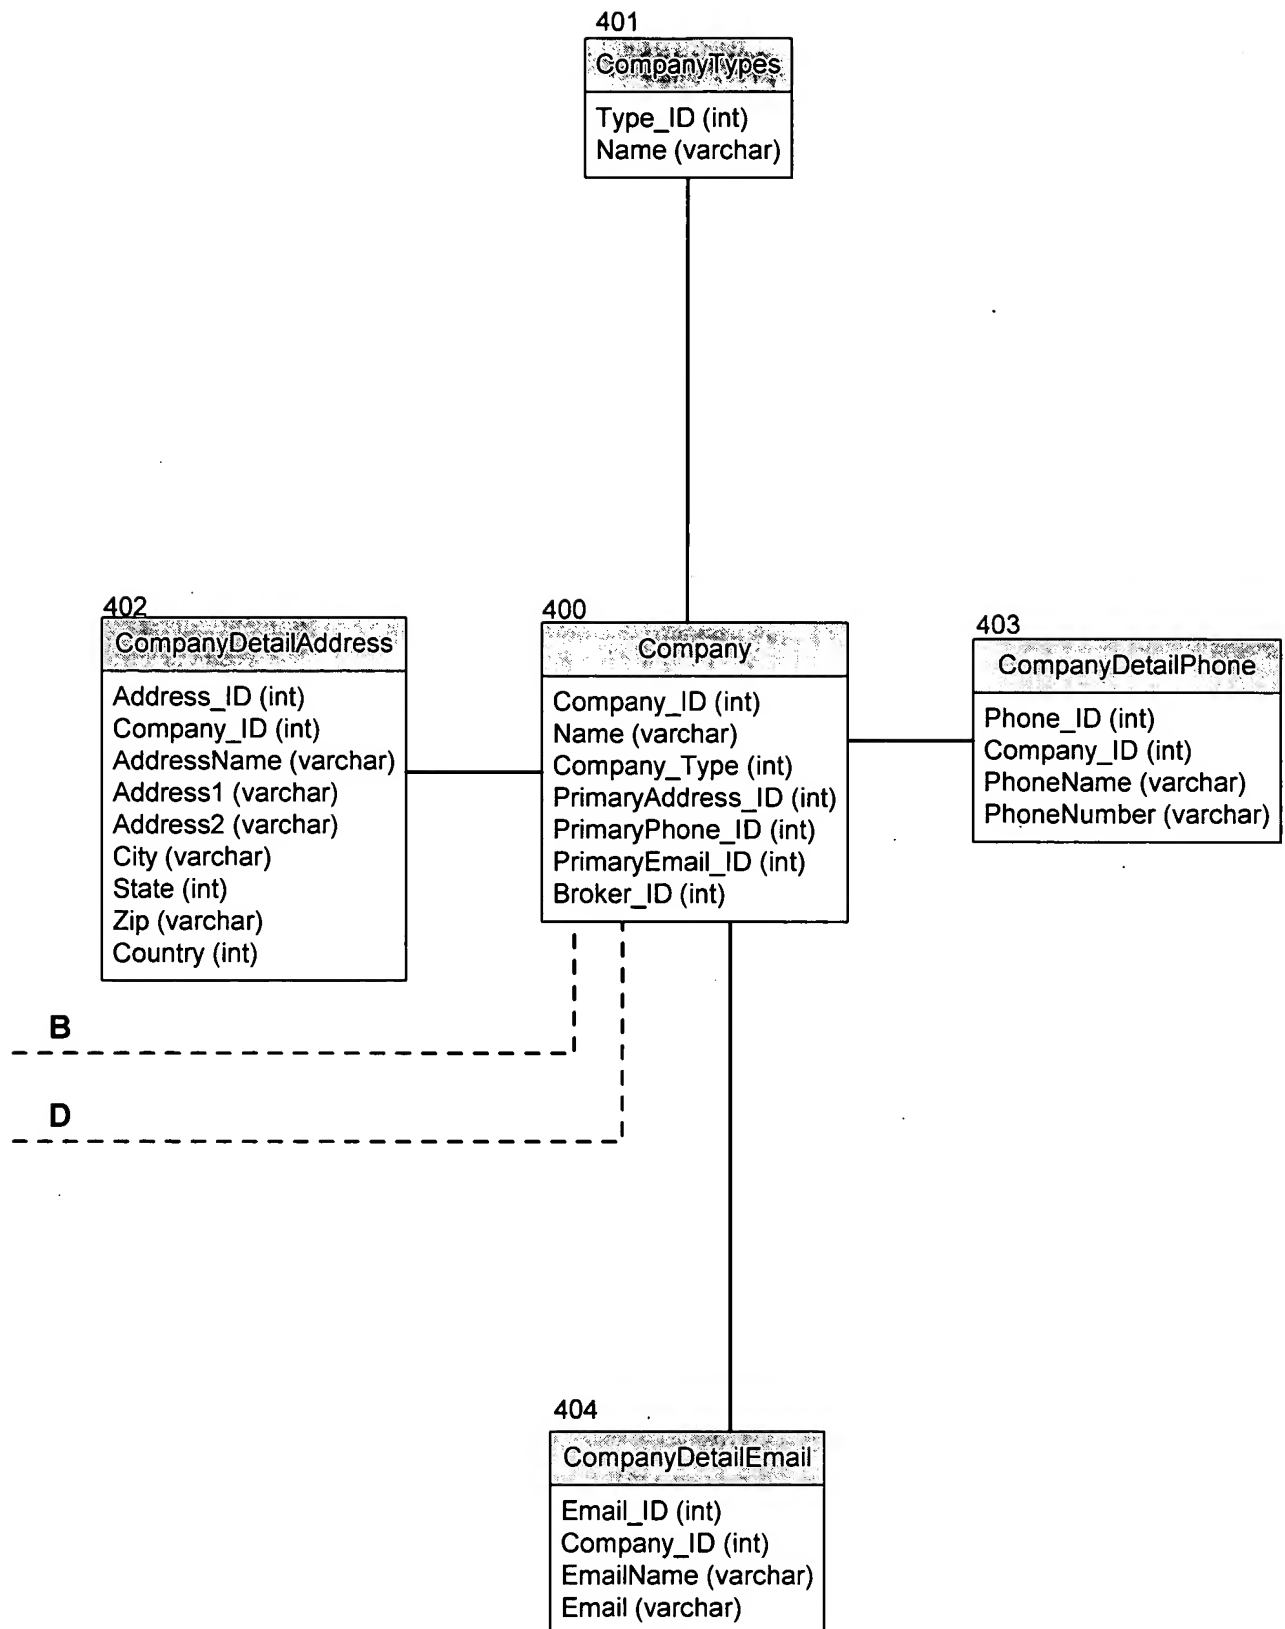 401
CompanyTypes
Type_ID (int)
Name (varchar)
402
CompanyDetailAddress
Address_ID (int)
Company_ID (int)
AddressName (varchar)
Address1 (varchar)
Address2 (varchar)
City (varchar)
State (int)
Zip (varchar)
Country (int)
400
Company
Company_ID (int)
Name (varchar)
Company_Type (int)
PrimaryAddress_ID (int)
PrimaryPhone_ID (int)
PrimaryEmail_ID (int)
Broker_ID (int)
403
CompanyDetailPhone
Phone_ID (int)
Company_ID (int)
PhoneName (varchar)
PhoneNumber (varchar)
B
D
404
CompanyDetailEmail
Email_ID (int)
Company_ID (int)
EmailName (varchar)
Email (varchar)